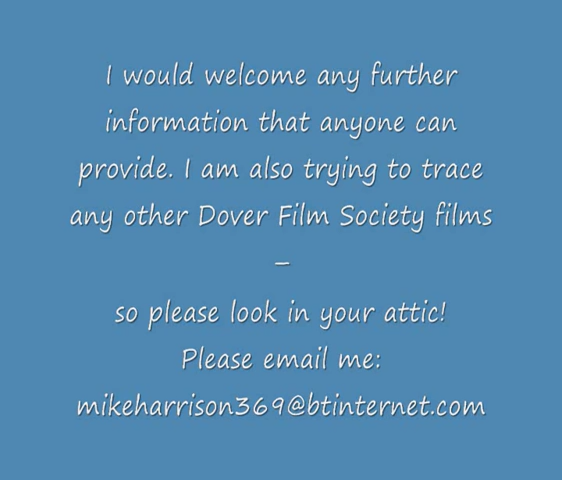 I would welcome any further
information that anyone can
provide. I am also trying to trace
any other Dover Film Society films
–
so please look in your attic!
Please email me:
mikeharrison369@btinternet.com